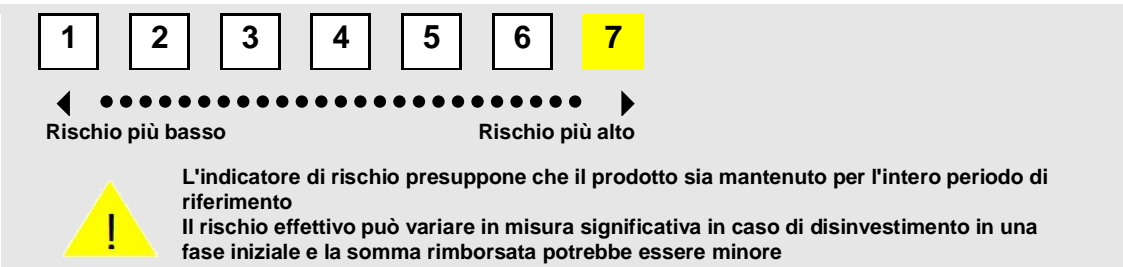 1 2 3 4 5 6 7
Rischio più basso Rischio più alto
L'indicatore di rischio presuppone che il prodotto sia mantenuto per l'intero periodo di
riferimento
Il rischio effettivo può variare in misura significativa in caso di disinvestimento in una
fase iniziale e la somma rimborsata potrebbe essere minore
!